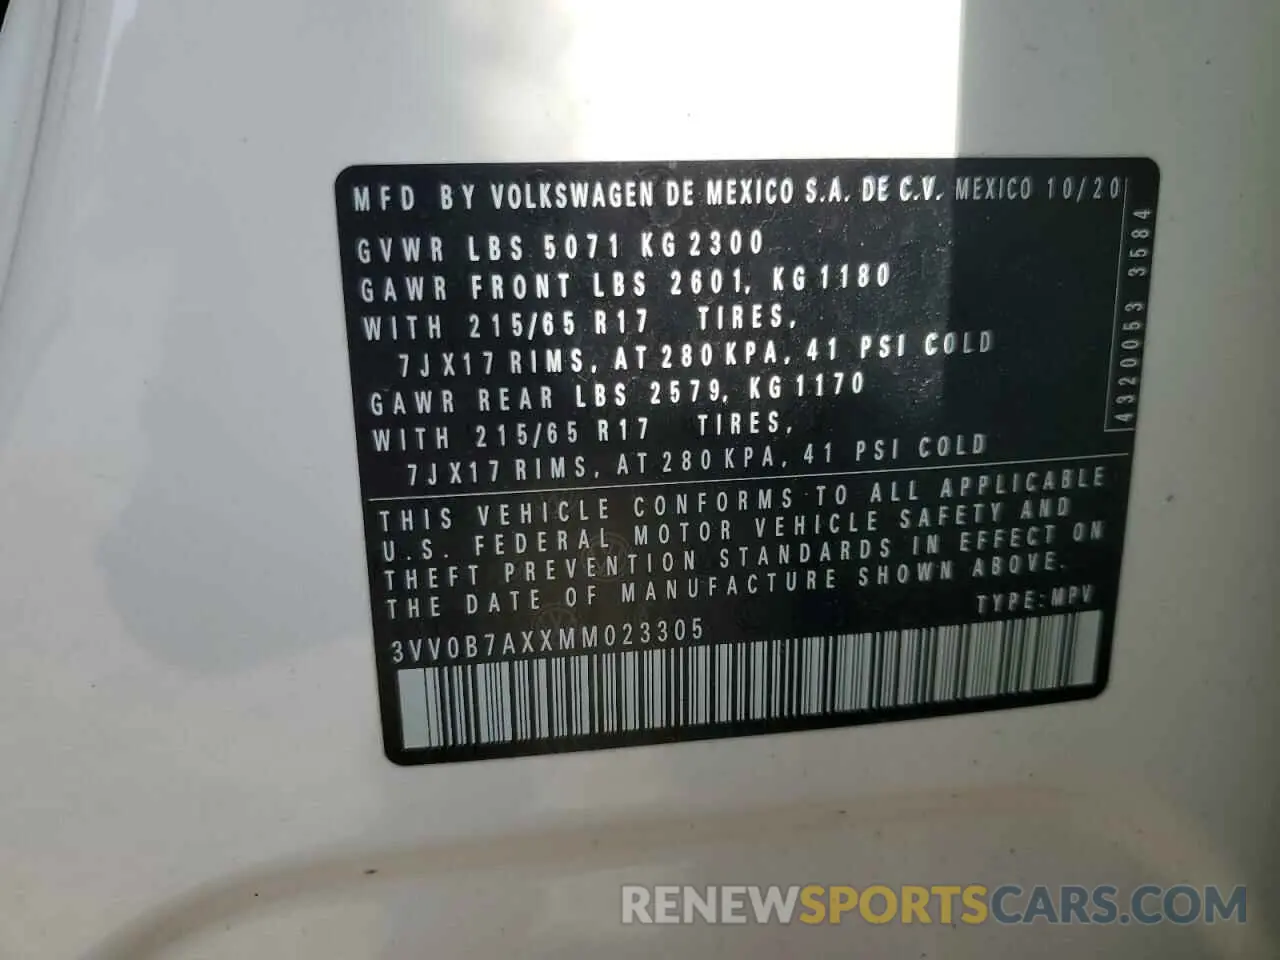 MFD BY VOLKSWAGEN DE MEXICO S.A. DE C.V. MEXICO 10/20
GVWR LBS 5071 KG 2300
GAWR FRONT LBS 2601, KG 1180
WITH 215/65 R17 TIRES,
7JX17 RIMS, AT 280 KPA, 41 PSI COLD
GAWR REAR LBS 2579, KG 1170
WITH 215/65 R17 TIRES,
7JX17 RIMS, AT 280 KPA, 41 PSI COLD
4320053 3584
THIS VEHICLE CONFORMS TO ALL APPLICABLE
U.S. FEDERAL MOTOR VEHICLE SAFETY AND
THEFT PREVENTION STANDARDS IN EFFECT ON
THE DATE OF MANUFACTURE SHOWN ABOVE.
TYPE: MPV
3VV0B7AXXMM023305
RENEWSPORTSCARS.COM